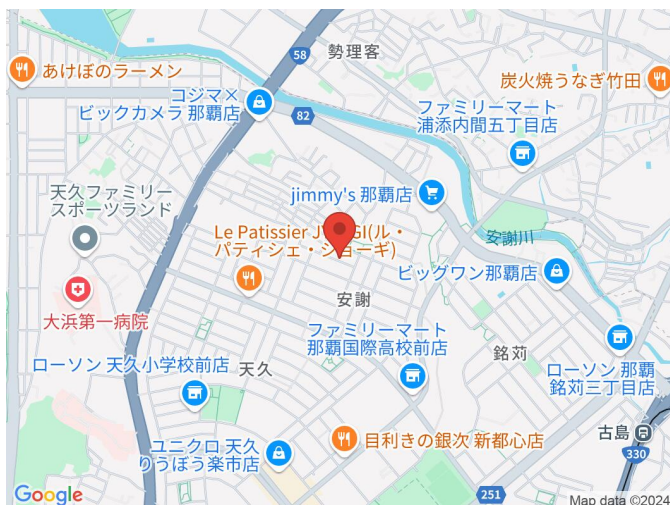 58
勢理客
あけぼのラーメン
炭火焼うなぎ竹田
コジマ×
ビックカメラ 那覇店
82
ファミリーマート
浦添内間五丁目店
天久ファミリー
スポーツランド
jimmy's 那覇店
Le Patissier J GI(ル・
パティシェ・ジョーギ)
安謝川
ビッグワン那覇店
大浜第一病院
安謝
ファミリーマート
那覇国際高校前店
銘苅
ローソン 天久小学校前店
天久
ローソン 那覇
銘苅三丁目店
古島
330
目利きの銀次 新都心店
ユニクロ 天久
りうぼう楽市店
251
Google
Map data ©2024